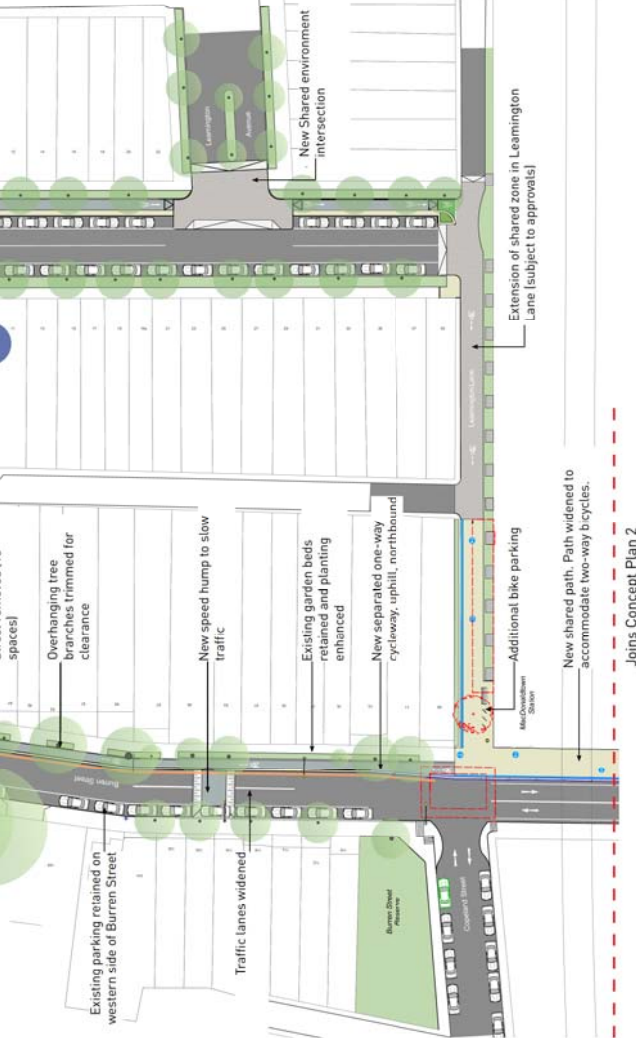 Leamington
Avenue
New Shared environment
intersection
spaces)
Overhanging tree
branches trimmed for
clearance
New speed hump to slow
traffic
Existing garden beds
retained and planting
enhanced
New separated one-way
cycleway, uphill, northbound
Burren Street
Existing parking retained on
western side of Burren Street
Traffic lanes widened
Burren Street
Reserve
Copeland Street
Leamington Lane
Extension of shared zone in Leamington
Lane (subject to approvals)
Additional bike parking
MacDonaldtown
Station
New shared path. Path widened to
accommodate two-way bicycles.
Joins Concept Plan 2